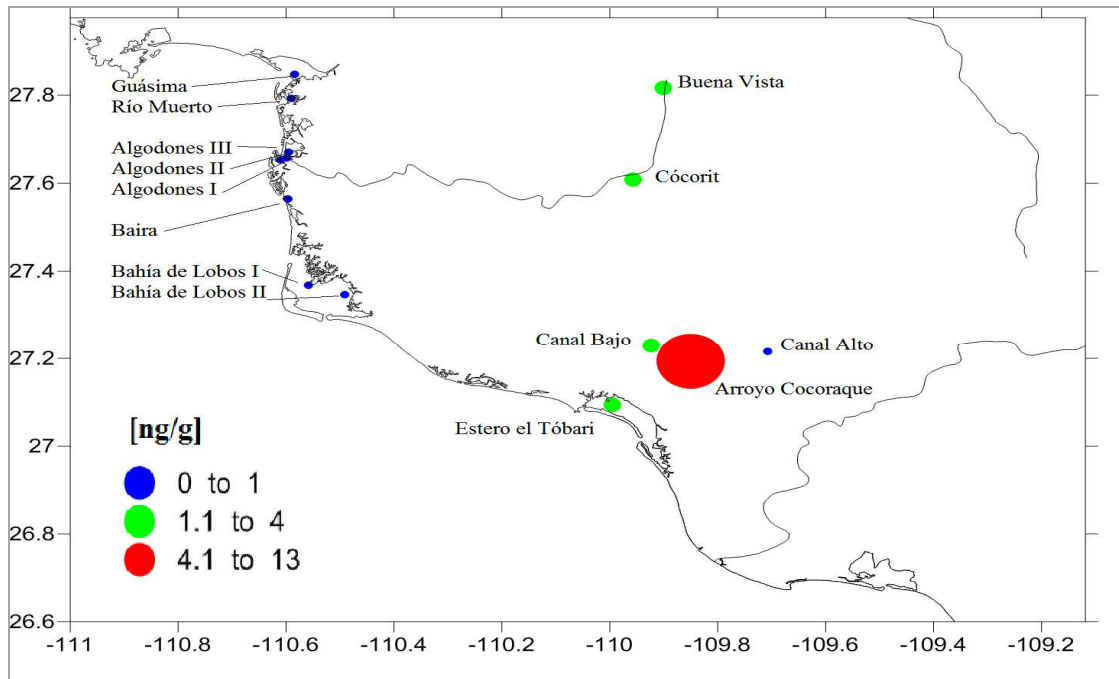 Guásima
Buena Vista
27.8
Río Muerto
Algodones III
Algodones II
Algodones I
27.6
Cócorit
Baira
27.4
Bahía de Lobos I
Bahía de Lobos II
Canal Bajo
Canal Alto
27.2
Arroyo Cocoraque
Estero el Tóbari
27
[ng/g]
0 to 1
1.1 to 4
4.1 to 13
26.8
26.6
-111 -110.8 -110.6 -110.4 -110.2 -110 -109.8 -109.6 -109.4 -109.2